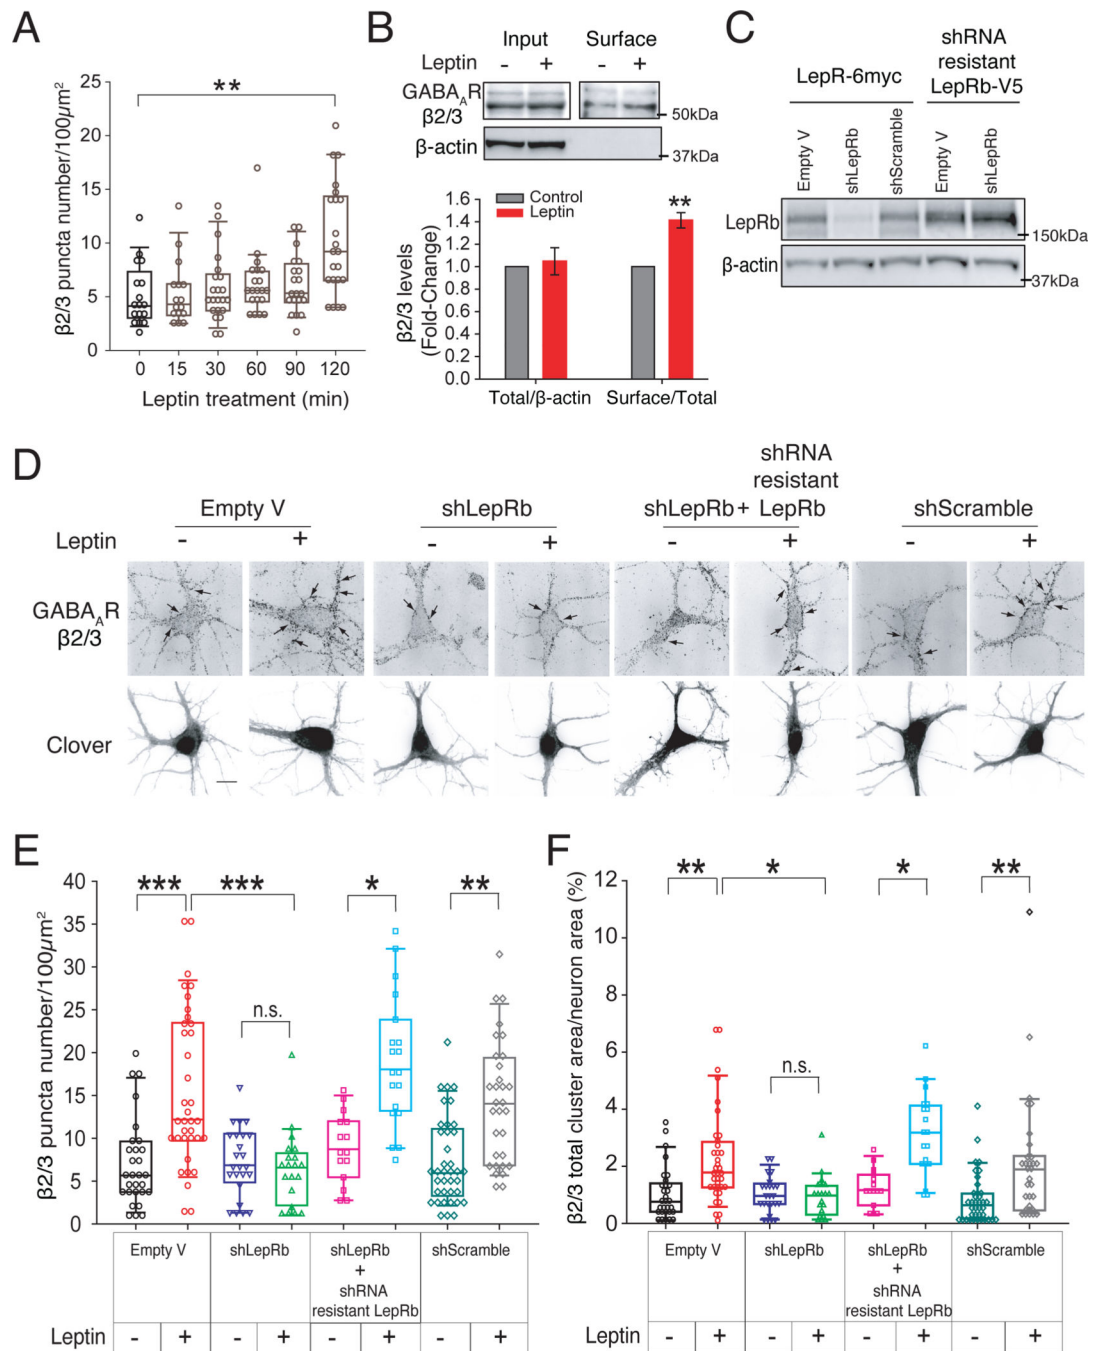 A
β2/3 puncta number/100µm²
25
20
15
10
5
0
**
0 15 30 60 90 120
Leptin treatment (min)
B
Input Surface
Leptin - + - +
GABA_AR
β2/3
50kDa
β-actin
37kDa
β2/3 levels
(Fold-Change)
1.6
1.4
1.2
1.0
0.8
0.6
0.4
0.2
0.0
Control
Leptin
**
Total/β-actin Surface/Total
C
LepR-6myc
shRNA
resistant
LepRb-V5
Empty V
shLepRb
shScramble
Empty V
shLepRb
LepRb
150kDa
β-actin
37kDa
D
Empty V
shLepRb
shLepRb + shRNA resistant LepRb
shScramble
Leptin - + - + - + - +
GABA_AR
β2/3
Clover
E
β2/3 puncta number/100µm²
40
35
30
25
20
15
10
5
0
*** *** * **
n.s.
Empty V
shLepRb
shLepRb
+
shRNA
resistant LepRb
shScramble
Leptin - + - + - + - +
F
β2/3 total cluster area/neuron area (%)
12
10
8
6
4
2
0
** * * **
n.s.
Empty V
shLepRb
shLepRb
+
shRNA
resistant LepRb
shScramble
Leptin - + - + - + - +